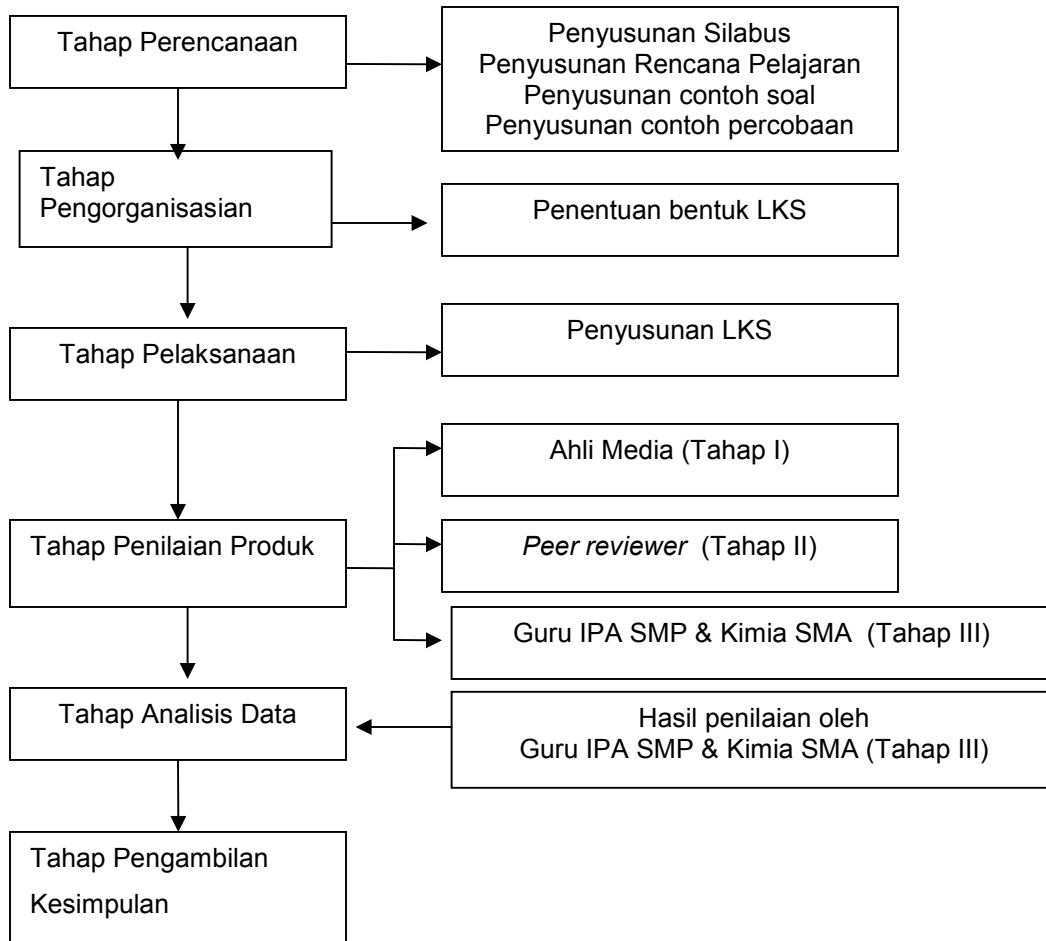 Tahap Perencanaan
Penyusunan Silabus
Penyusunan Rencana Pelajaran
Penyusunan contoh soal
Penyusunan contoh percobaan
Tahap
Pengorganisasian
Penentuan bentuk LKS
Tahap Pelaksanaan
Penyusunan LKS
Tahap Penilaian Produk
Ahli Media (Tahap I)
Peer reviewer (Tahap II)
Guru IPA SMP & Kimia SMA (Tahap III)
Tahap Analisis Data
Hasil penilaian oleh
Guru IPA SMP & Kimia SMA (Tahap III)
Tahap Pengambilan
Kesimpulan